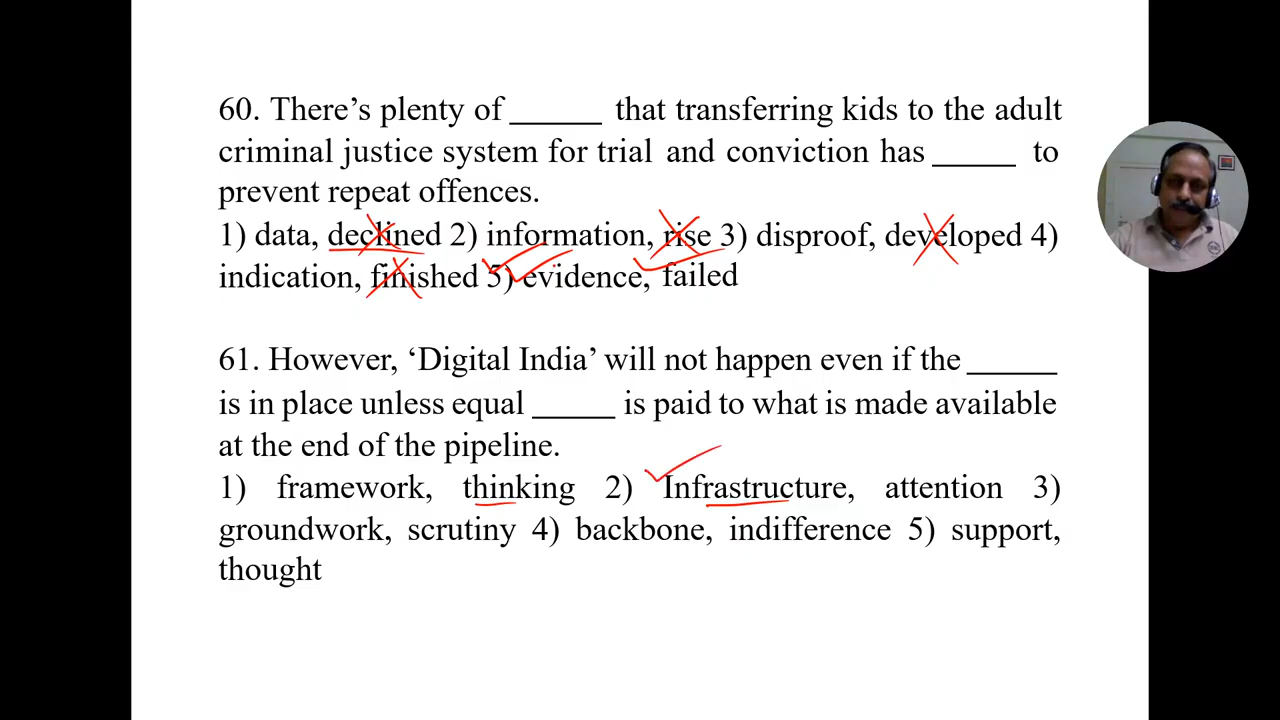 60. There’s plenty of ______ that transferring kids to the adult
criminal justice system for trial and conviction has _____ to
prevent repeat offences.
1) data, declined 2) information, rise 3) disproof, developed 4)
indication, finished 5) evidence, failed
61. However, ‘Digital India’ will not happen even if the ______
is in place unless equal _____ is paid to what is made available
at the end of the pipeline.
1) framework, thinking 2) Infrastructure, attention 3)
groundwork, scrutiny 4) backbone, indifference 5) support,
thought